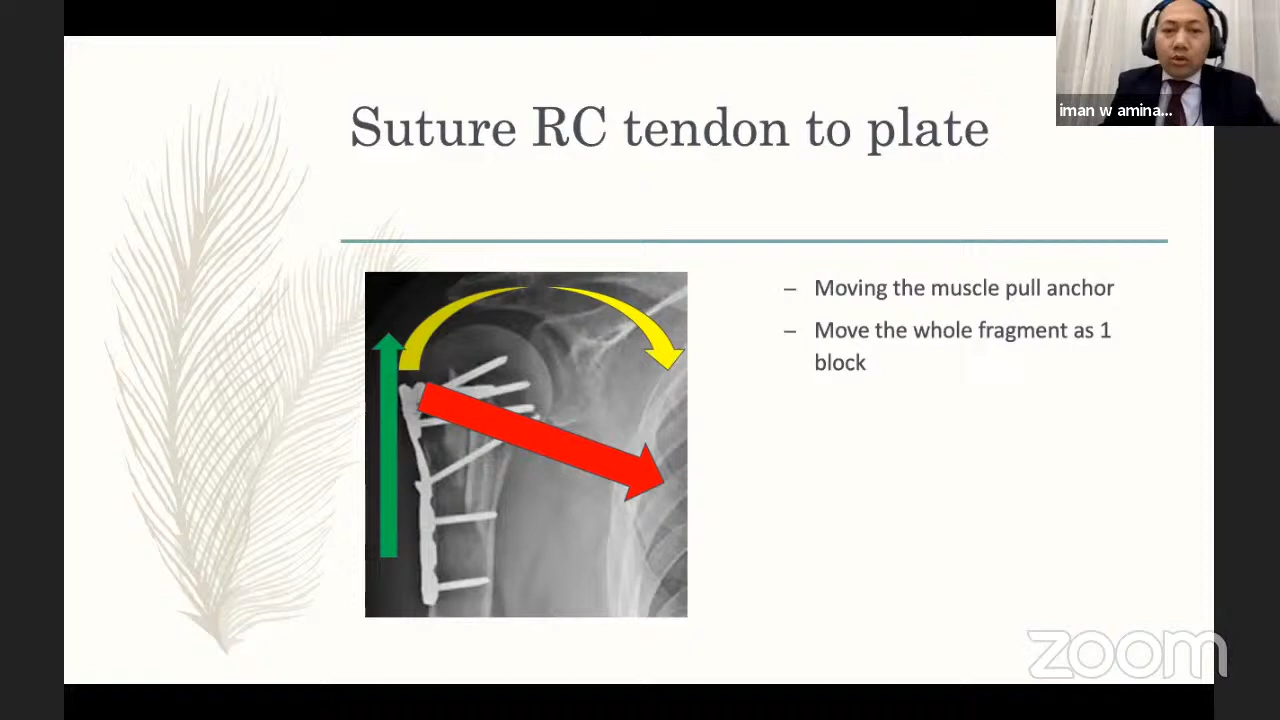 iman w amina...
Suture RC tendon to plate
– Moving the muscle pull anchor
– Move the whole fragment as 1
block
zoom